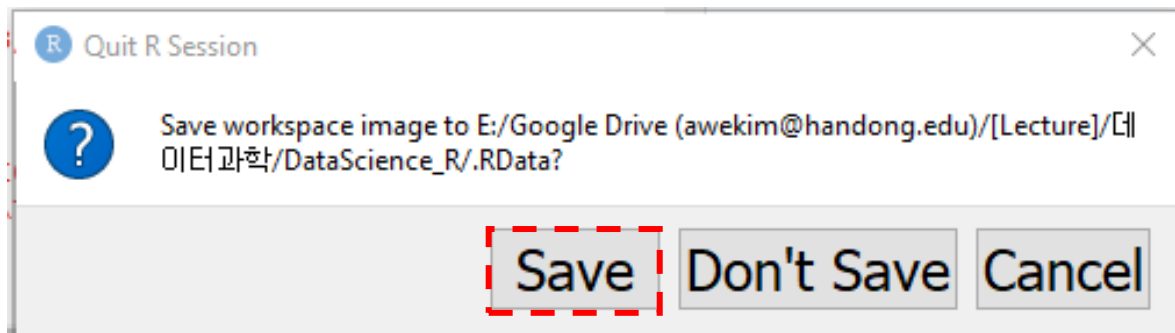 R Quit R Session
Save workspace image to E:/Google Drive (awekim@handong.edu)/[Lecture]/데
이터과학/DataScience_R/.RData?
Save Don't Save Cancel